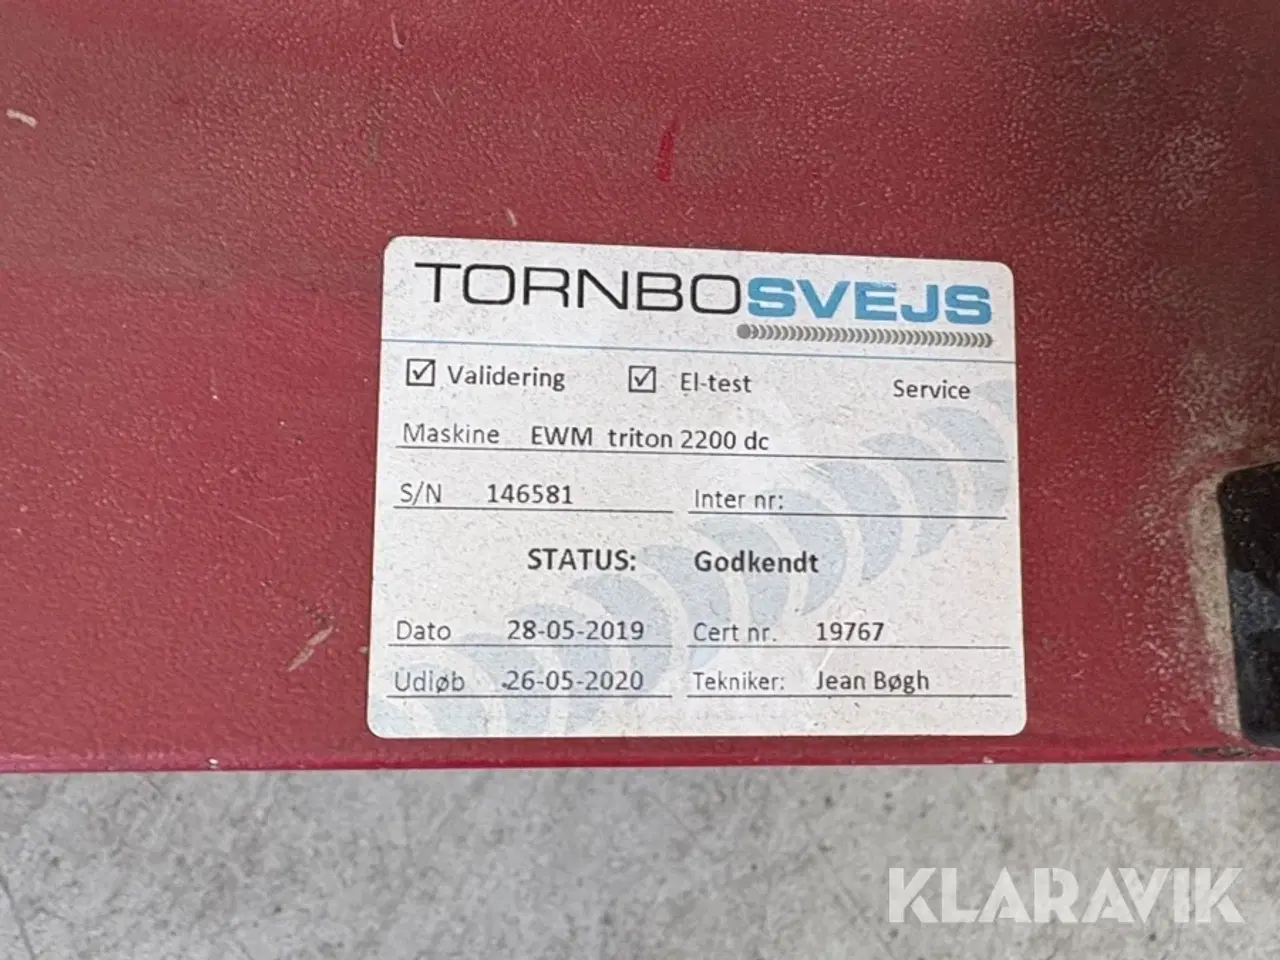 TORNBOSVEJS
Validering El-test Service
Maskine EWM triton 2200 dc
S/N 146581 Inter nr:
STATUS: Godkendt
Dato 28-05-2019 Cert nr. 19767
Udløb 26-05-2020 Tekniker: Jean Bøgh
KLARAVIK